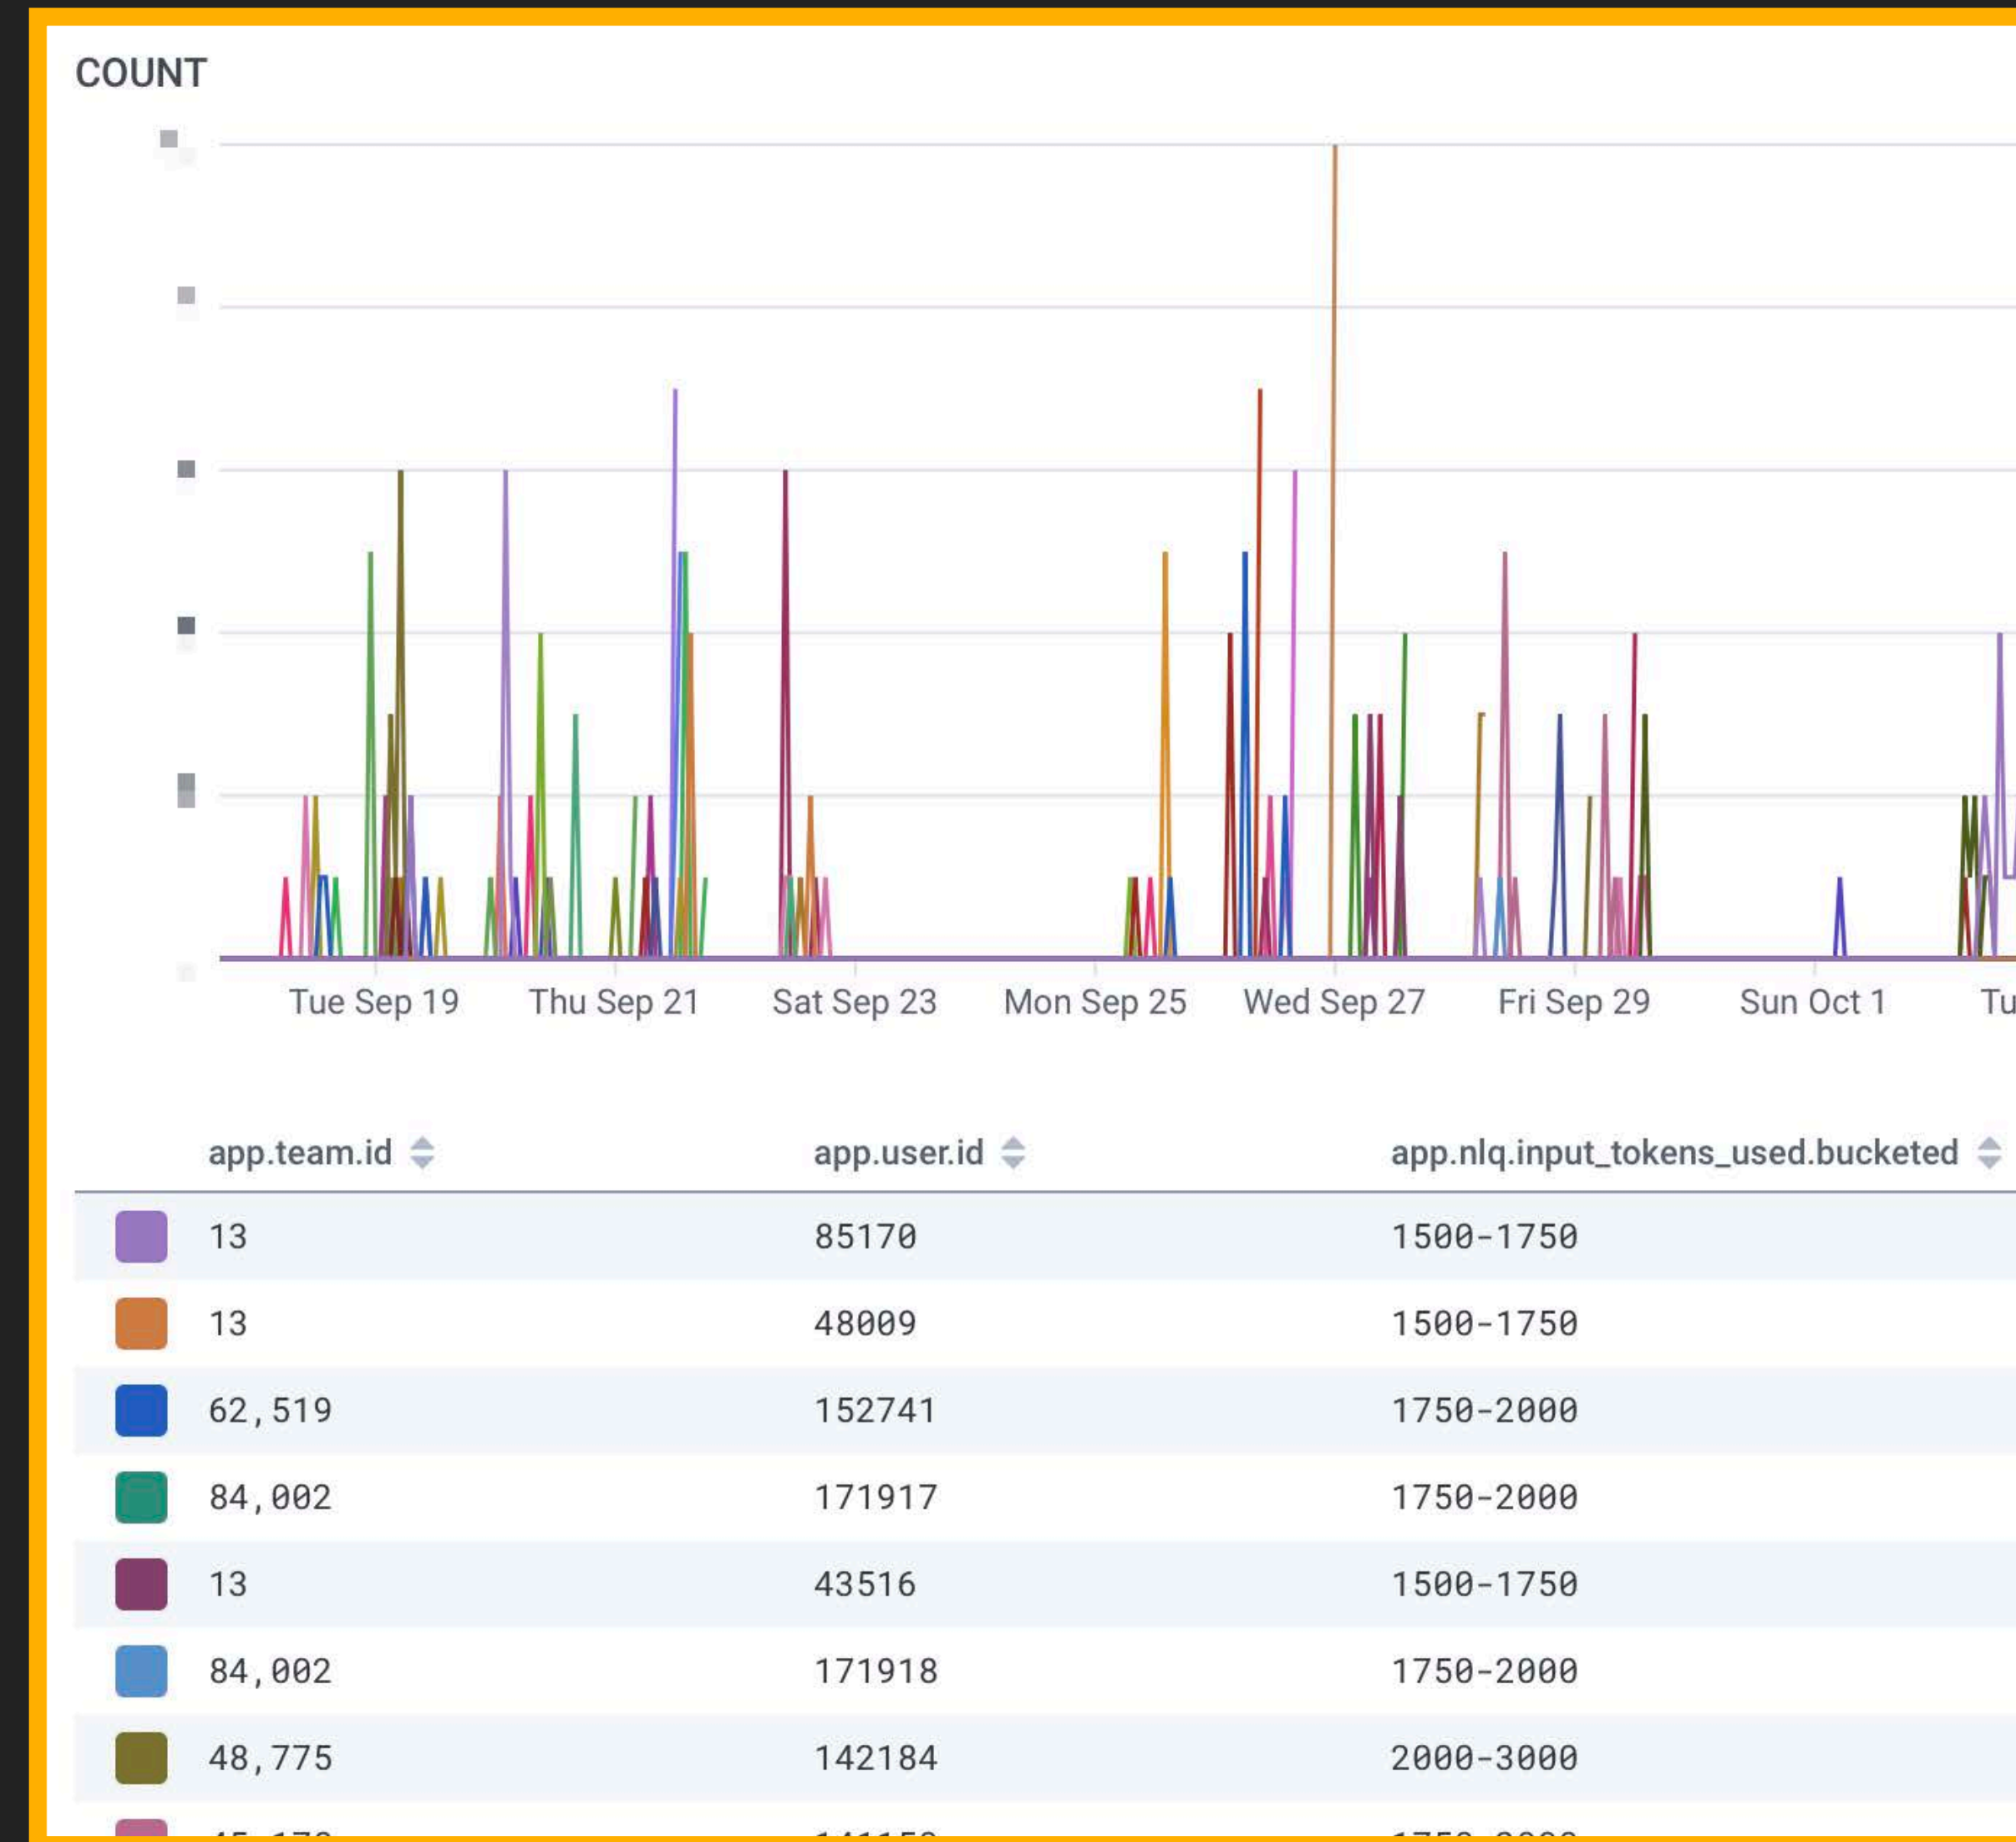 COUNT
Tue Sep 19 Thu Sep 21 Sat Sep 23 Mon Sep 25 Wed Sep 27 Fri Sep 29 Sun Oct 1 Tu
app.team.id app.user.id app.nlq.input_tokens_used.bucketed
13 85170 1500-1750
13 48009 1500-1750
62,519 152741 1750-2000
84,002 171917 1750-2000
13 43516 1500-1750
84,002 171918 1750-2000
48,775 142184 2000-3000